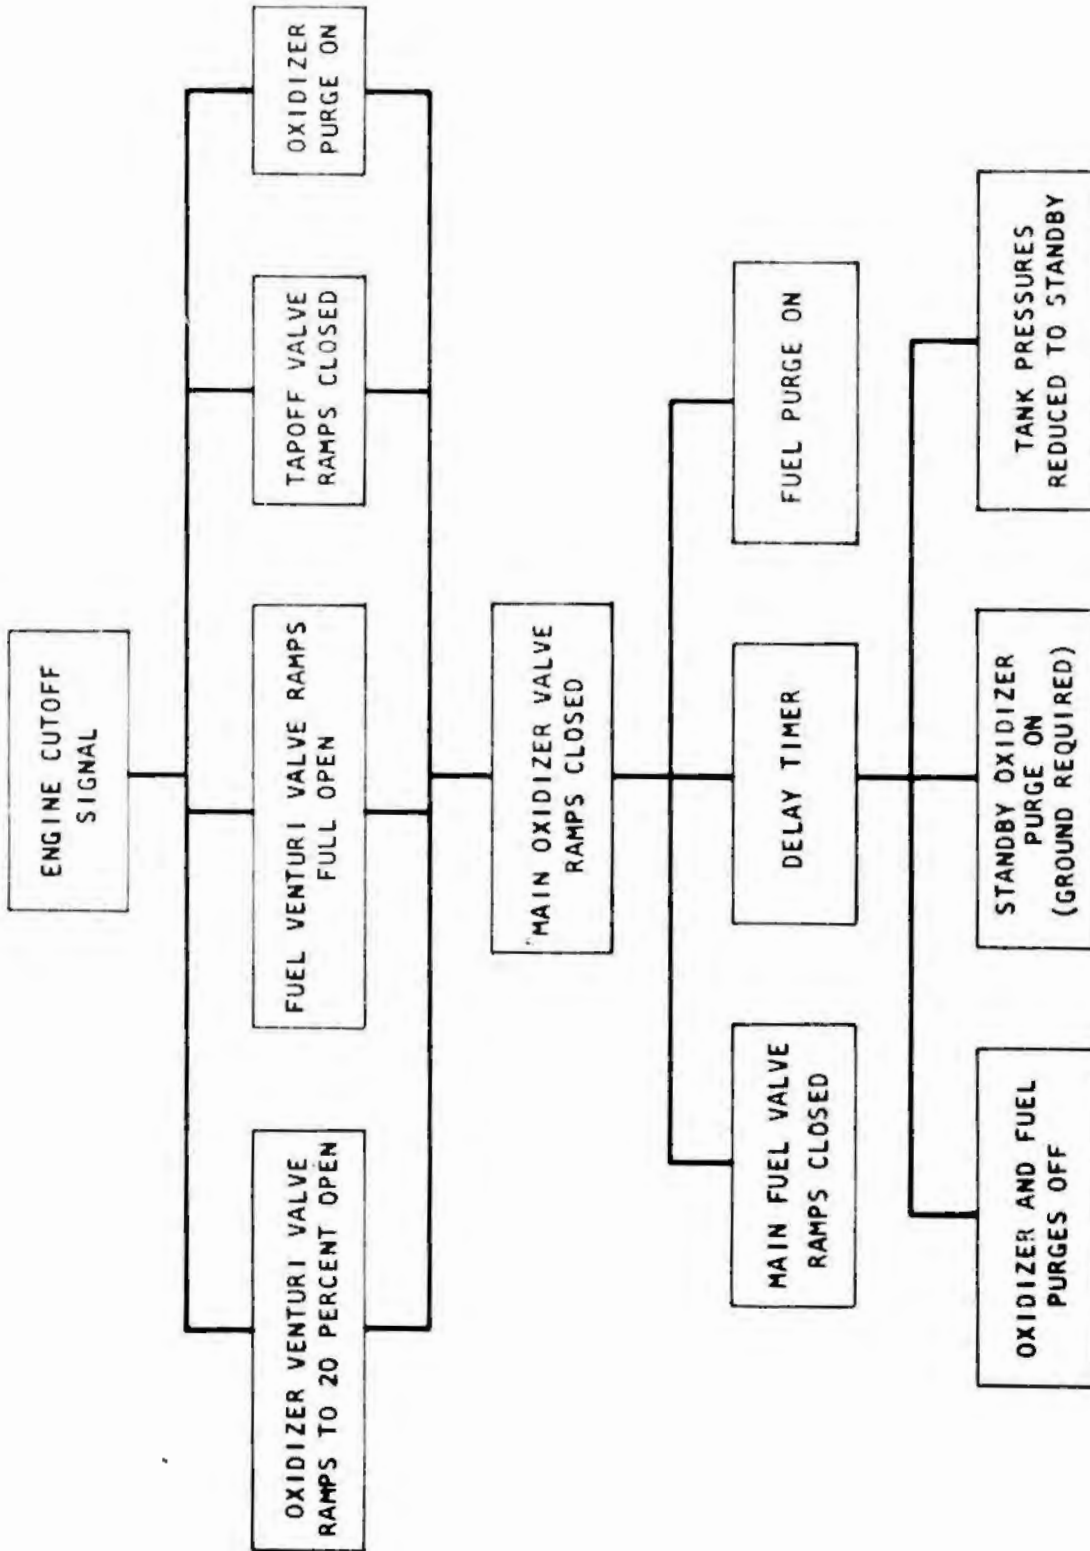 ENGINE CUTOFF
SIGNAL
OXIDIZER VENTURI VALVE
RAMPS TO 20 PERCENT OPEN
FUEL VENTURI VALVE RAMPS
FULL OPEN
TAPOFF VALVE
RAMPS CLOSED
OXIDIZER
PURGE ON
MAIN OXIDIZER VALVE
RAMPS CLOSED
MAIN FUEL VALVE
RAMPS CLOSED
DELAY TIMER
FUEL PURGE ON
OXIDIZER AND FUEL
PURGES OFF
STANDBY OXIDIZER
PURGE ON
(GROUND REQUIRED)
TANK PRESSURES
REDUCED TO STANDBY